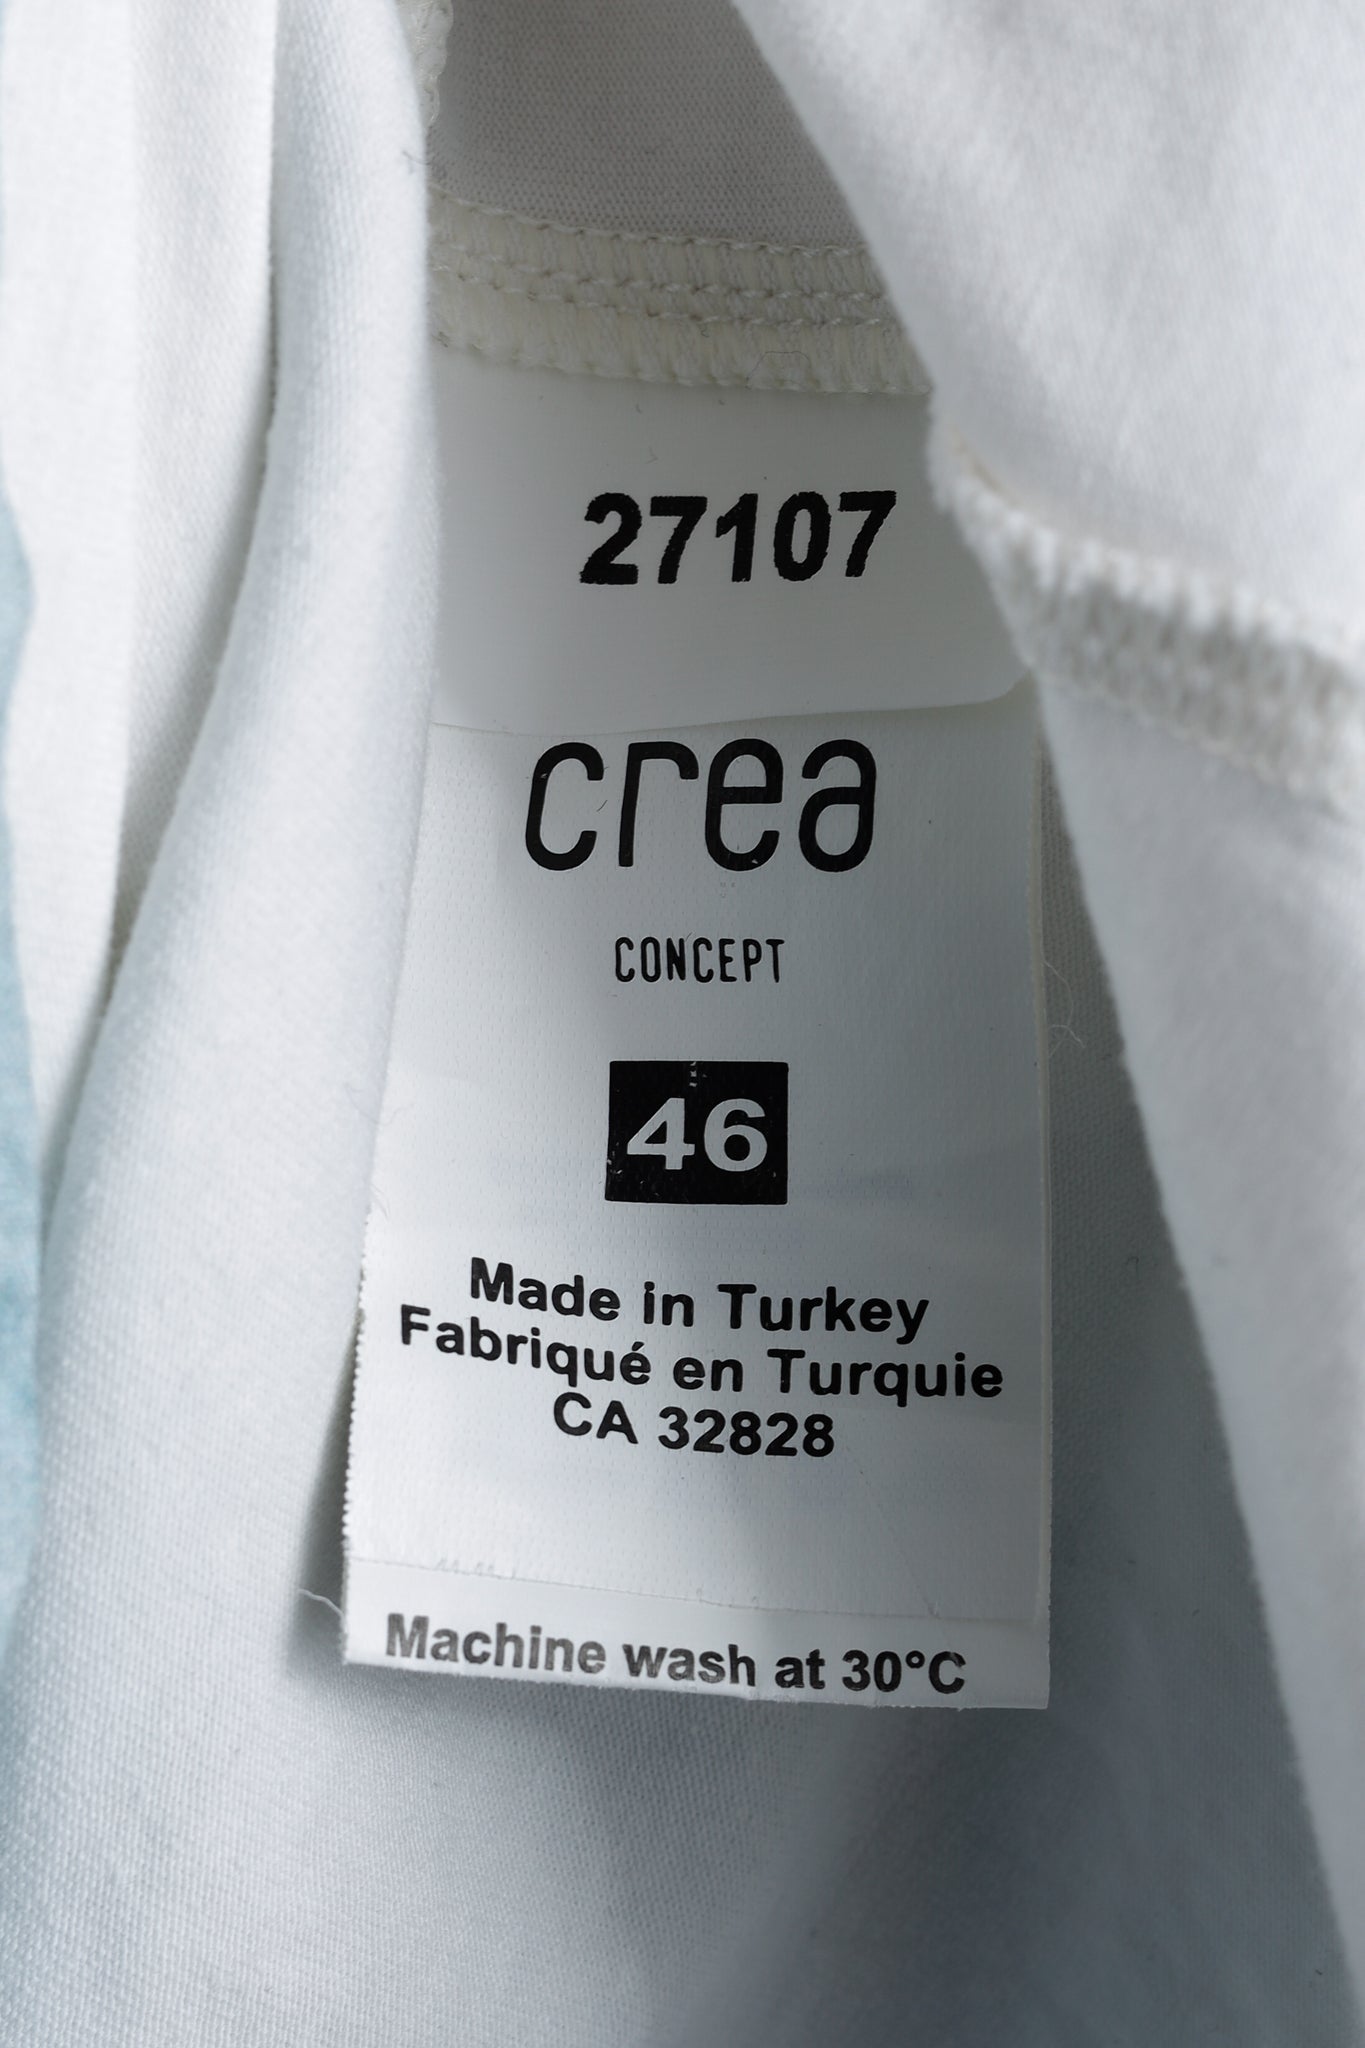 27107
crea
CONCEPT
46
Made in Turkey
Fabriqué en Turquie
CA 32828
Machine wash at 30°C